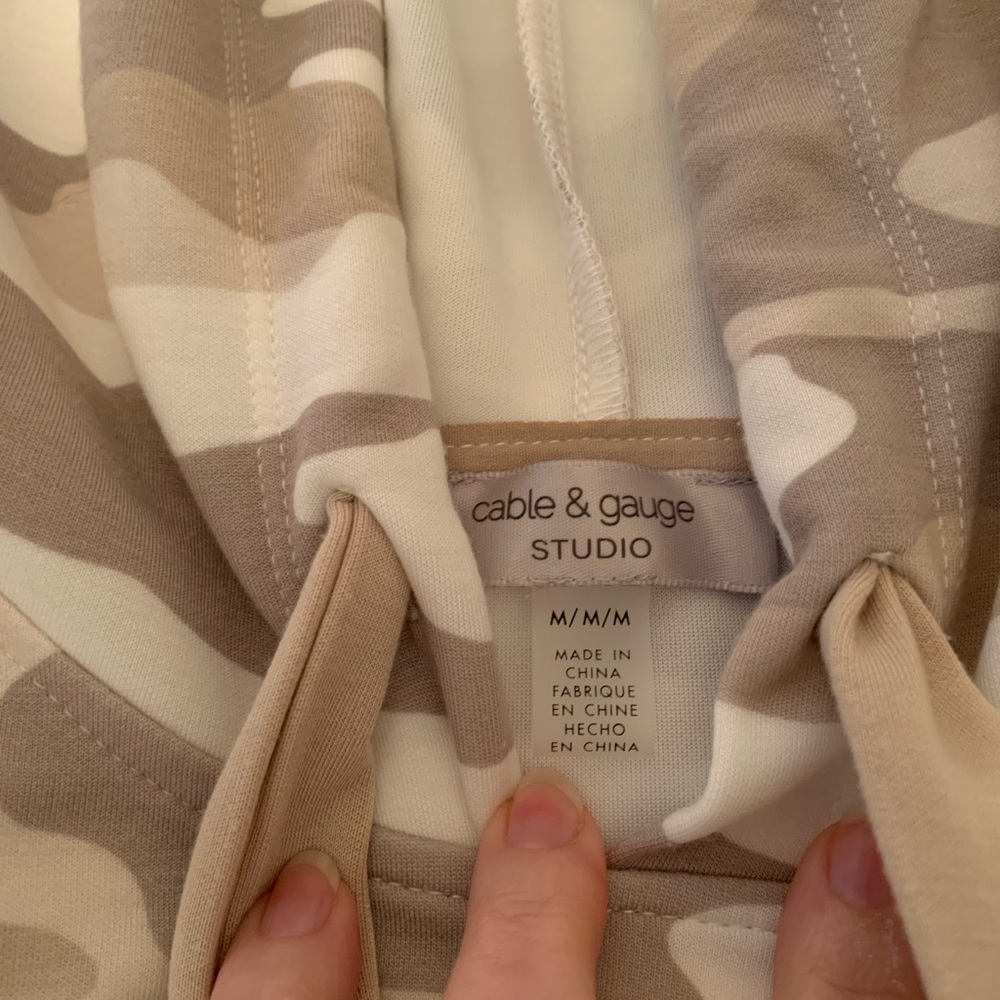 cable & gauge
STUDIO
M/M/M
MADE IN
CHINA
FABRIQUE
EN CHINE
HECHO
EN CHINA